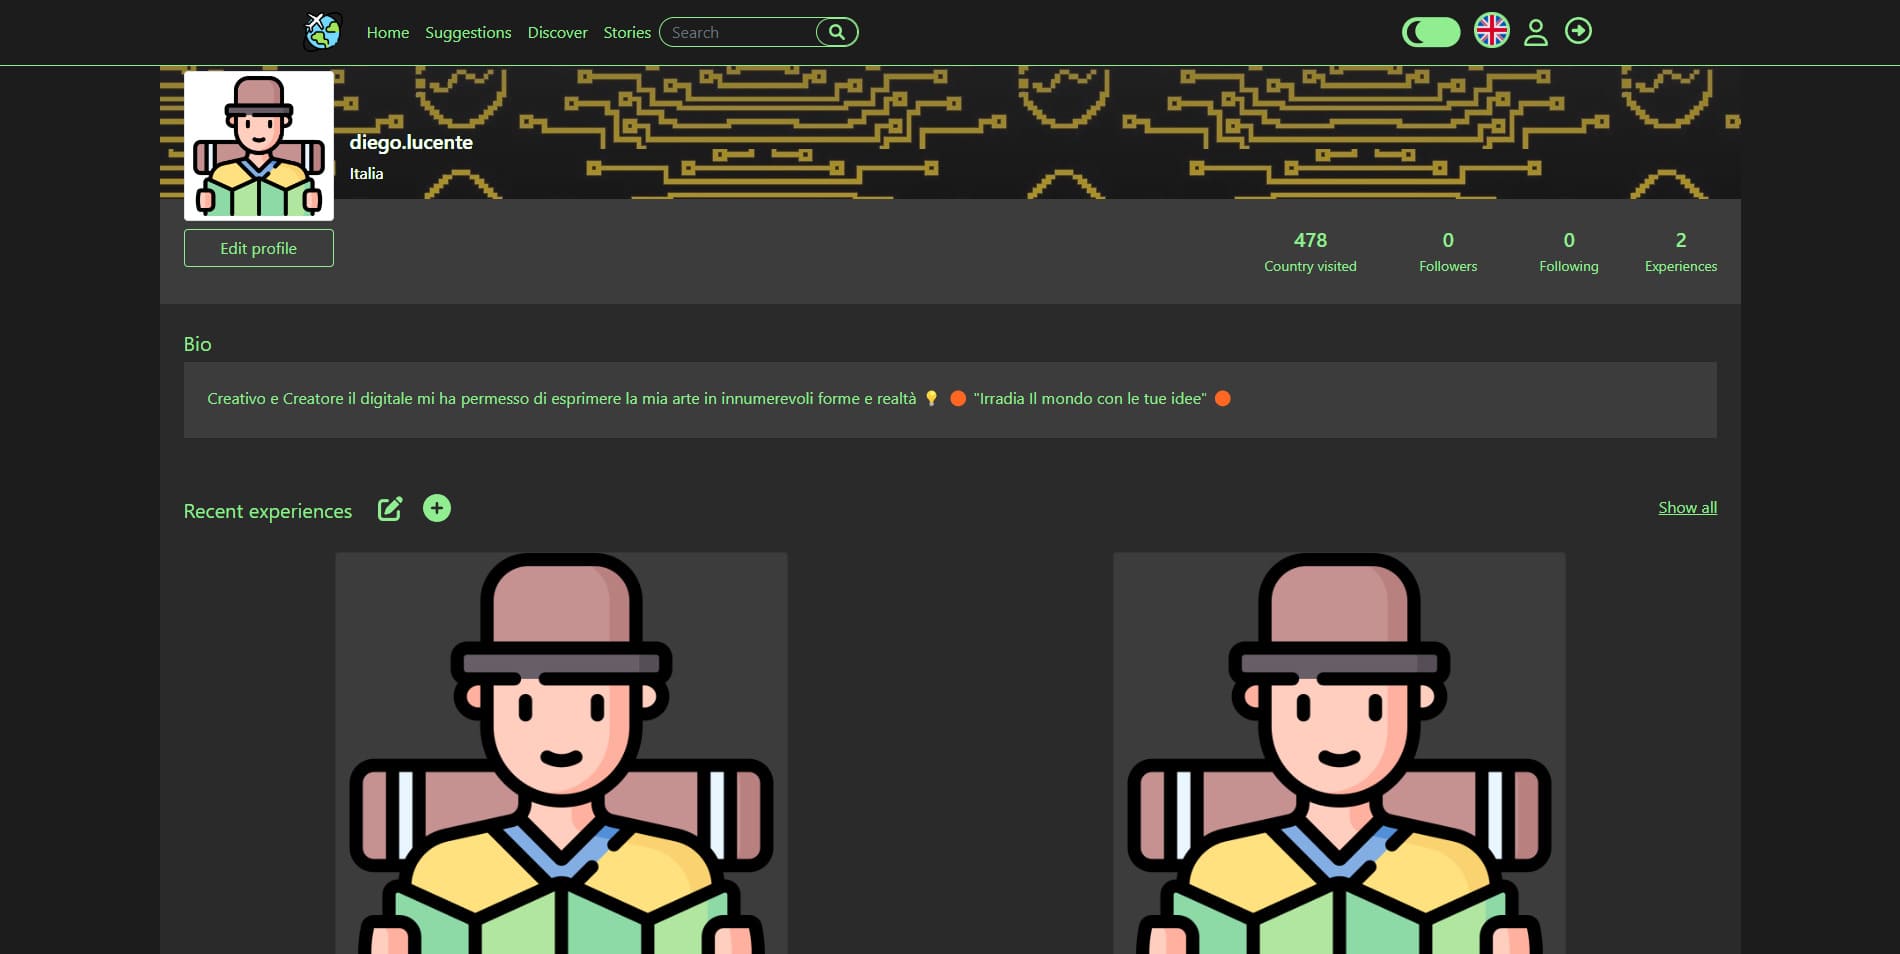 Home Suggestions Discover Stories Search
diego.lucente
Italia
Edit profile
478 0 0 2
Country visited Followers Following Experiences
Bio
Creativo e Creatore il digitale mi ha permesso di esprimere la mia arte in innumerevoli forme e realtà 💡 🟠 "Irradia Il mondo con le tue idee" 🟠
Recent experiences Show all